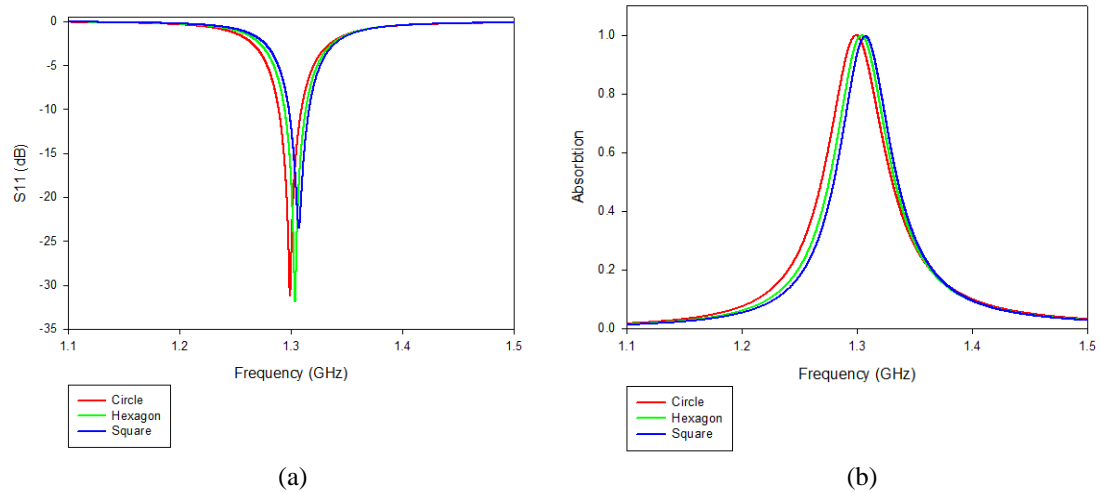 0
-5
-10
-15
-20
-25
-30
-35
S11 (dB)
1.1 1.2 1.3 1.4 1.5
Frequency (GHz)
Circle
Hexagon
Square
(a)
1.0
0.8
0.6
0.4
0.2
0.0
Absorbtion
1.1 1.2 1.3 1.4 1.5
Frequency (GHz)
Circle
Hexagon
Square
(b)